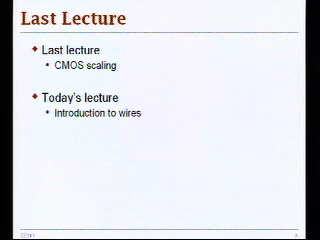 Last Lecture
Last lecture
CMOS scaling
Today's lecture
Introduction to wires